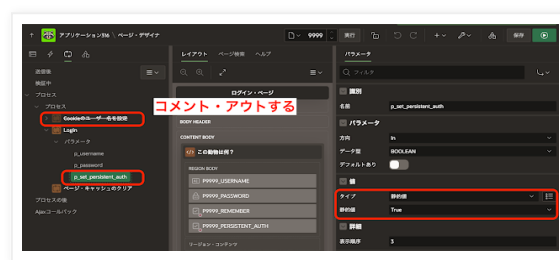 アプリケーション516 \ ページ・デザイナ
9999
実行
保存
送信後
検証中
プロセス
プロセス
Cookieのユーザー名を設定
Login
パラメータ
p_username
p_password
p_set_persistent_auth
ページ・キャッシュのクリア
プロセスの後
Ajaxコールバック
レイアウト
ページ検索
ヘルプ
ログイン・ページ
コメント・アウトする
BODY HEADER
CONTENT BODY
この動物は何?
REGION BODY
P9999_USERNAME
P9999_PASSWORD
P9999_REMEMBER
P9999_PERSISTENT_AUTH
リージョン・コンテンツ
パラメータ
フィルタ
識別
名前
p_set_persistent_auth
パラメータ
方向
In
データ型
BOOLEAN
デフォルトあり
値
タイプ
静的値
静的値
True
詳細
表示順序
3